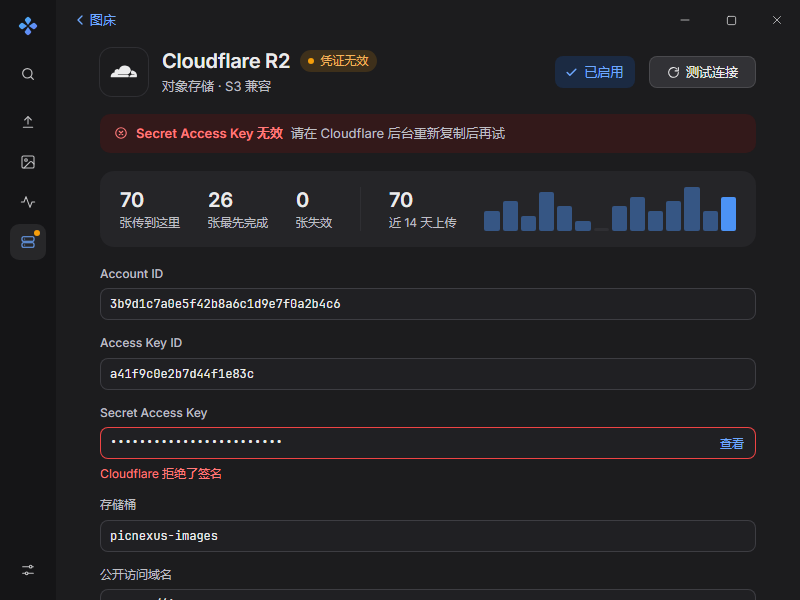 图床
Cloudflare R2
凭证无效
对象存储 · S3 兼容
已启用
测试连接
Secret Access Key 无效 请在 Cloudflare 后台重新复制后再试
70
张传到这里
26
张最先完成
0
张失效
70
近 14 天上传
Account ID
3b9d1c7a0e5f42b8a6c1d9e7f0a2b4c6
Access Key ID
a41f9c0e2b7d44f1e83c
Secret Access Key
••••••••••••••••••••••••
查看
Cloudflare 拒绝了签名
存储桶
picnexus-images
公开访问域名